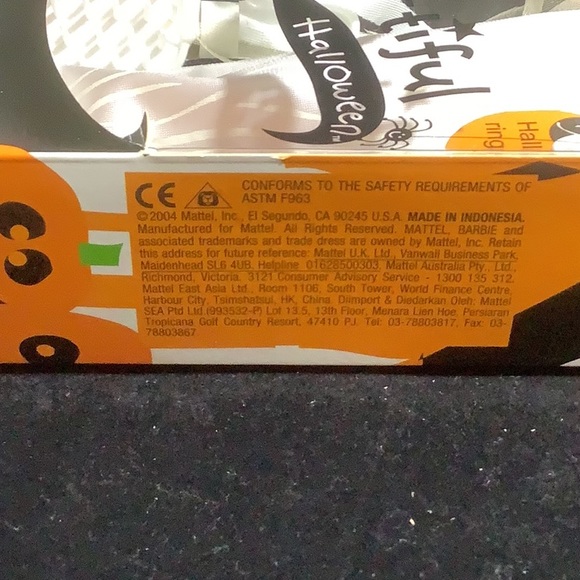 tiful
Halloween™
Hall
ring
CE CONFORMS TO THE SAFETY REQUIREMENTS OF
ASTM F963
©2004 Mattel, Inc., El Segundo, CA 90245 U.S.A. MADE IN INDONESIA.
Manufactured for Mattel. All Rights Reserved. MATTEL, BARBIE and
associated trademarks and trade dress are owned by Mattel, Inc. Retain
this address for future reference: Mattel U.K. Ltd., Vanwall Business Park,
Maidenhead SL6 4UB. Helpline 01628500303. Mattel Australia Pty., Ltd.,
Richmond, Victoria. 3121.Consumer Advisory Service - 1300 135 312.
Mattel East Asia Ltd., Room 1106, South Tower, World Finance Centre,
Harbour City, Tsimshatsui, HK, China. Diimport & Diedarkan Oleh: Mattel
SEA Ptd Ltd.(993532-P) Lot 13.5, 13th Floor, Menara Lien Hoe, Persiaran
Tropicana Golf Country Resort, 47410 PJ. Tel: 03-78803817, Fax: 03-
78803867.